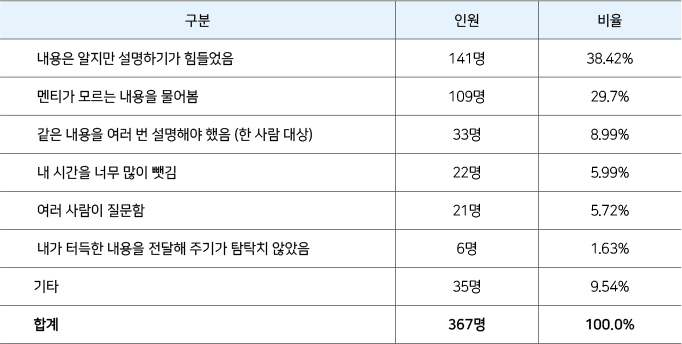 구분 인원 비율
내용은 알지만 설명하기가 힘들었음 141명 38.42%
멘티가 모르는 내용을 물어봄 109명 29.7%
같은 내용을 여러 번 설명해야 했음 (한 사람 대상) 33명 8.99%
내 시간을 너무 많이 뺏김 22명 5.99%
여러 사람이 질문함 21명 5.72%
내가 터득한 내용을 전달해 주기가 탐탁치 않았음 6명 1.63%
기타 35명 9.54%
합계 367명 100.0%